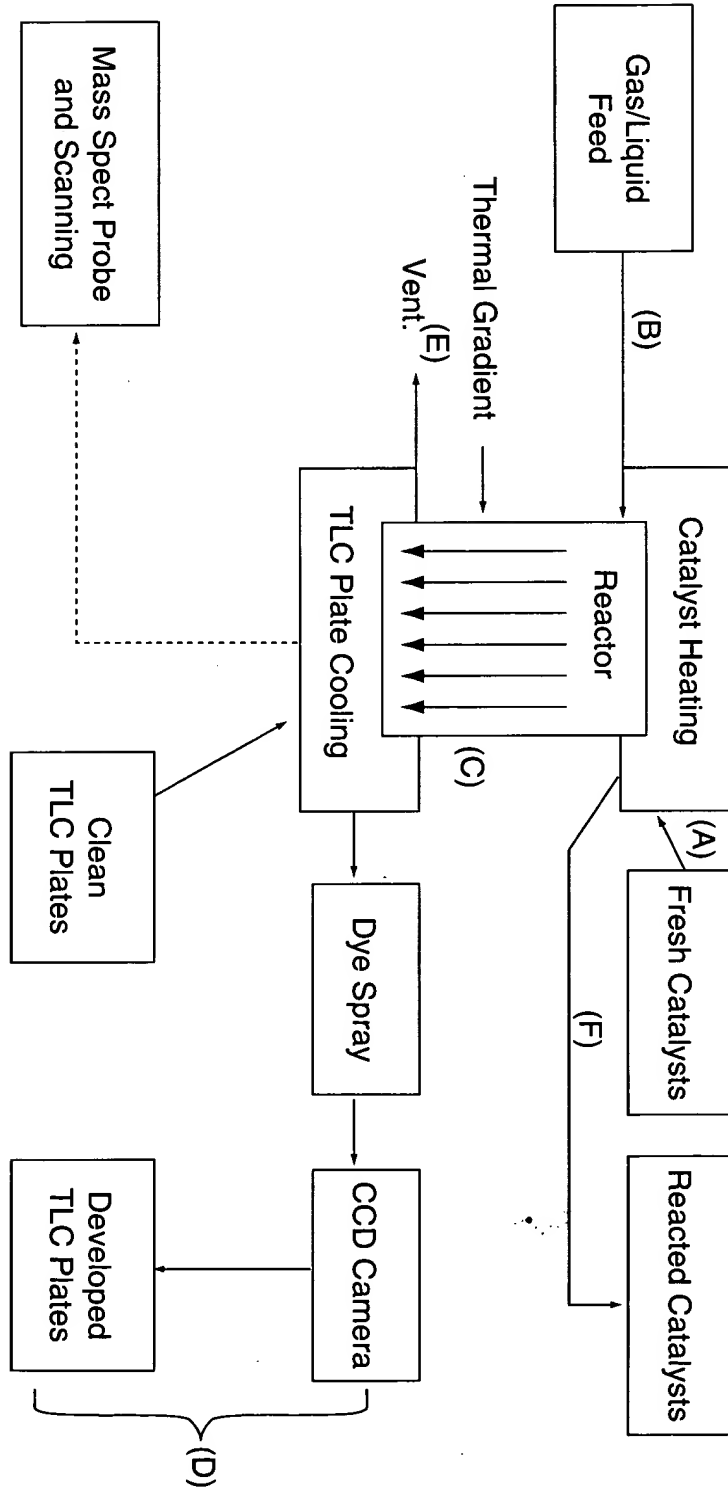 Gas/Liquid
Feed
(B)
Catalyst Heating
(A)
Fresh Catalysts
Reacted Catalysts
Reactor
(F)
Thermal Gradient
(C)
(E)
Vent.
TLC Plate Cooling
Dye Spray
CCD Camera
Mass Spect Probe
and Scanning
Clean
TLC Plates
Developed
TLC Plates
(D)